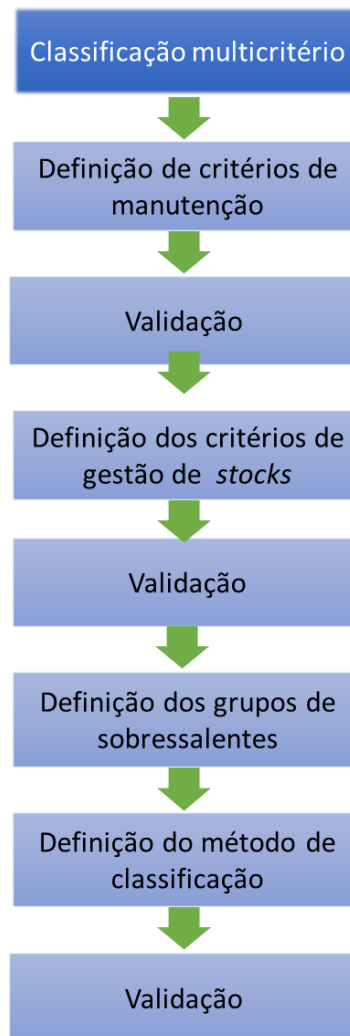 Classificação multicritério
Definição de critérios de
manutenção
Validação
Definição dos critérios de
gestão de stocks
Validação
Definição dos grupos de
sobressalentes
Definição do método de
classificação
Validação